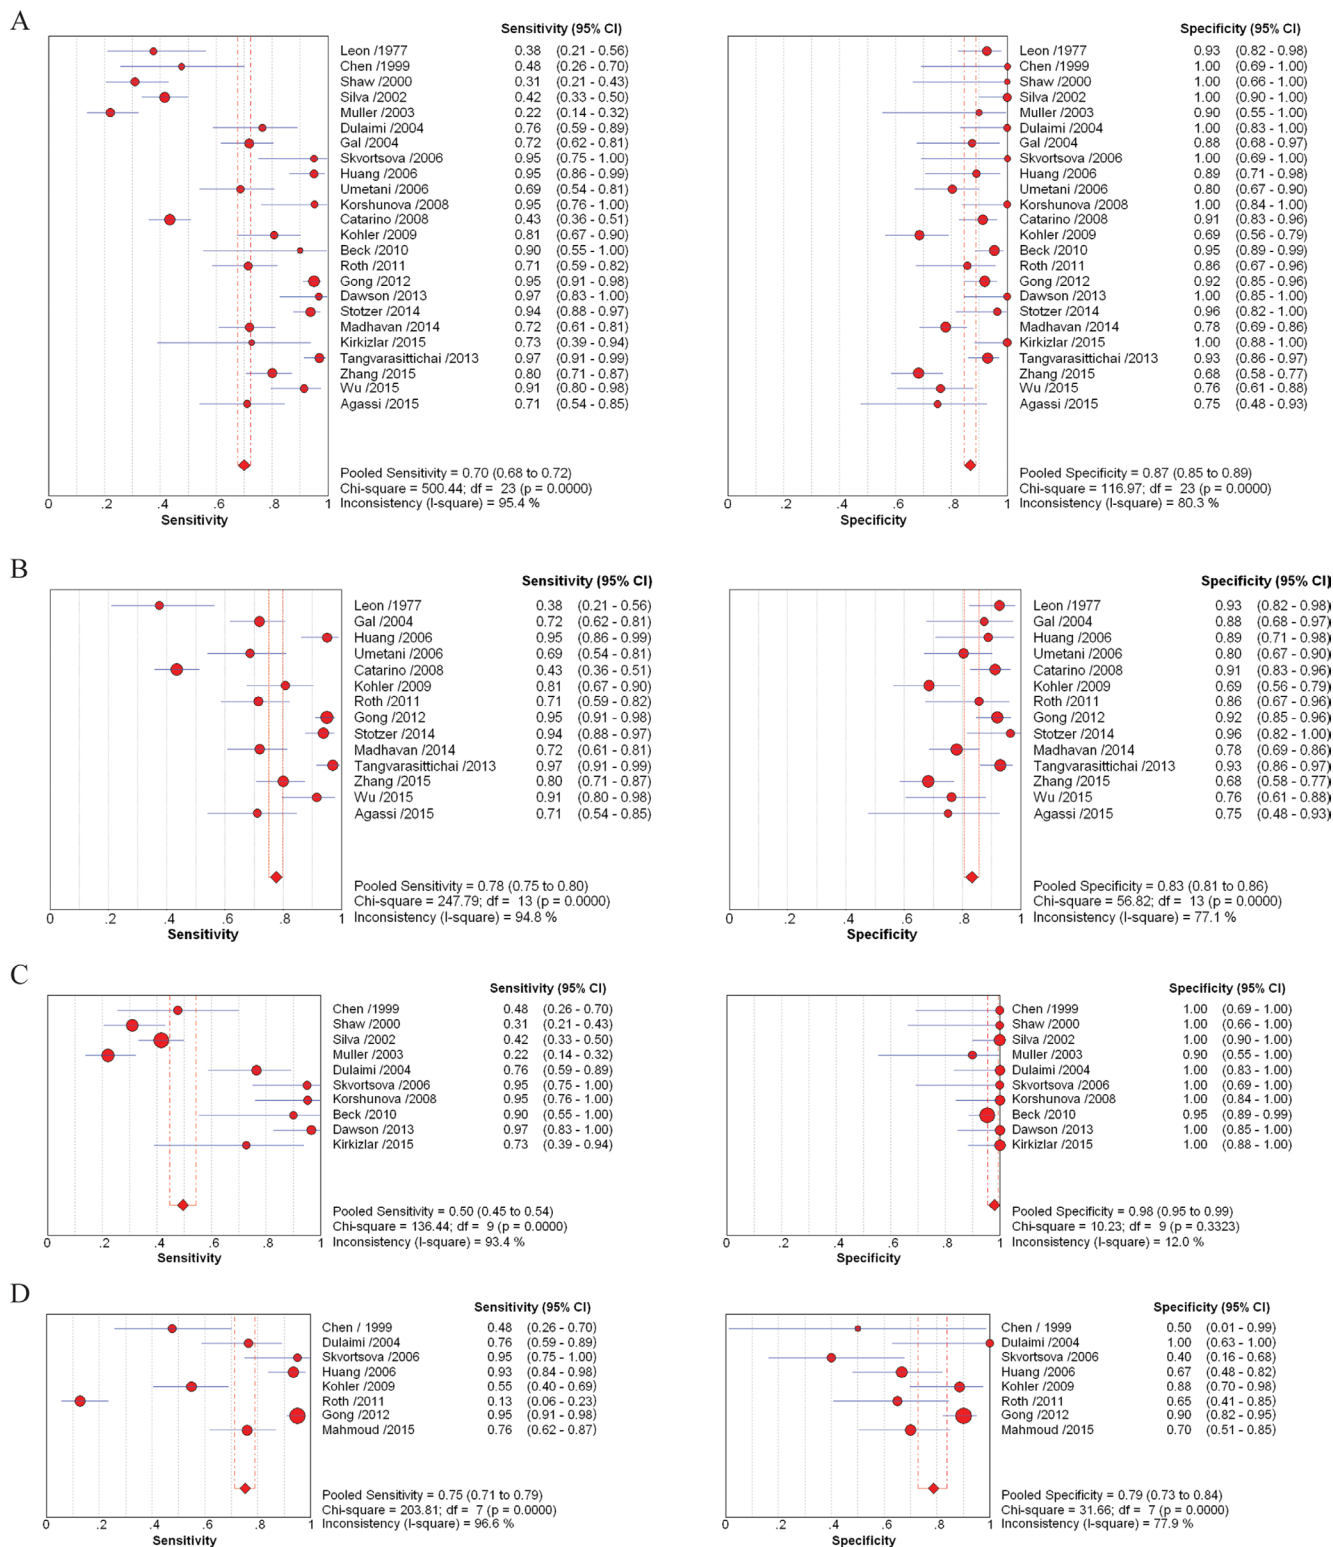 A
Sensitivity (95% CI)
Leon /1977 0.38 (0.21 - 0.56)
Chen /1999 0.48 (0.26 - 0.70)
Shaw /2000 0.31 (0.21 - 0.43)
Silva /2002 0.42 (0.33 - 0.50)
Muller /2003 0.22 (0.14 - 0.32)
Dulaimi /2004 0.76 (0.59 - 0.89)
Gal /2004 0.72 (0.62 - 0.81)
Skvortsova /2006 0.95 (0.75 - 1.00)
Huang /2006 0.95 (0.86 - 0.99)
Umetani /2006 0.69 (0.54 - 0.81)
Korshunova /2008 0.95 (0.76 - 1.00)
Catarino /2008 0.43 (0.36 - 0.51)
Kohler /2009 0.81 (0.67 - 0.90)
Beck /2010 0.90 (0.55 - 1.00)
Roth /2011 0.71 (0.59 - 0.82)
Gong /2012 0.95 (0.91 - 0.98)
Dawson /2013 0.97 (0.83 - 1.00)
Stotzer /2014 0.94 (0.88 - 0.97)
Madhavan /2014 0.72 (0.61 - 0.81)
Kirkizlar /2015 0.73 (0.39 - 0.94)
Tangvarasittichai /2013 0.97 (0.91 - 0.99)
Zhang /2015 0.80 (0.71 - 0.87)
Wu /2015 0.91 (0.80 - 0.98)
Agassi /2015 0.71 (0.54 - 0.85)
Pooled Sensitivity = 0.70 (0.68 to 0.72)
Chi-square = 500.44; df = 23 (p = 0.0000)
Inconsistency (I-square) = 95.4 %
0 .2 .4 .6 .8 1
Sensitivity
Specificity (95% CI)
Leon /1977 0.93 (0.82 - 0.98)
Chen /1999 1.00 (0.69 - 1.00)
Shaw /2000 1.00 (0.66 - 1.00)
Silva /2002 1.00 (0.90 - 1.00)
Muller /2003 0.90 (0.55 - 1.00)
Dulaimi /2004 1.00 (0.83 - 1.00)
Gal /2004 0.88 (0.68 - 0.97)
Skvortsova /2006 1.00 (0.69 - 1.00)
Huang /2006 0.89 (0.71 - 0.98)
Umetani /2006 0.80 (0.67 - 0.90)
Korshunova /2008 1.00 (0.84 - 1.00)
Catarino /2008 0.91 (0.83 - 0.96)
Kohler /2009 0.69 (0.56 - 0.79)
Beck /2010 0.95 (0.89 - 0.99)
Roth /2011 0.86 (0.67 - 0.96)
Gong /2012 0.92 (0.85 - 0.96)
Dawson /2013 1.00 (0.85 - 1.00)
Stotzer /2014 0.96 (0.82 - 1.00)
Madhavan /2014 0.78 (0.69 - 0.86)
Kirkizlar /2015 1.00 (0.88 - 1.00)
Tangvarasittichai /2013 0.93 (0.86 - 0.97)
Zhang /2015 0.68 (0.58 - 0.77)
Wu /2015 0.76 (0.61 - 0.88)
Agassi /2015 0.75 (0.48 - 0.93)
Pooled Specificity = 0.87 (0.85 to 0.89)
Chi-square = 116.97; df = 23 (p = 0.0000)
Inconsistency (I-square) = 80.3 %
0 .2 .4 .6 .8 1
Specificity
B
Sensitivity (95% CI)
Leon /1977 0.38 (0.21 - 0.56)
Gal /2004 0.72 (0.62 - 0.81)
Huang /2006 0.95 (0.86 - 0.99)
Umetani /2006 0.69 (0.54 - 0.81)
Catarino /2008 0.43 (0.36 - 0.51)
Kohler /2009 0.81 (0.67 - 0.90)
Roth /2011 0.71 (0.59 - 0.82)
Gong /2012 0.95 (0.91 - 0.98)
Stotzer /2014 0.94 (0.88 - 0.97)
Madhavan /2014 0.72 (0.61 - 0.81)
Tangvarasittichai /2013 0.97 (0.91 - 0.99)
Zhang /2015 0.80 (0.71 - 0.87)
Wu /2015 0.91 (0.80 - 0.98)
Agassi /2015 0.71 (0.54 - 0.85)
Pooled Sensitivity = 0.78 (0.75 to 0.80)
Chi-square = 247.79; df = 13 (p = 0.0000)
Inconsistency (I-square) = 94.8 %
0 .2 .4 .6 .8 1
Sensitivity
Specificity (95% CI)
Leon /1977 0.93 (0.82 - 0.98)
Gal /2004 0.88 (0.68 - 0.97)
Huang /2006 0.89 (0.71 - 0.98)
Umetani /2006 0.80 (0.67 - 0.90)
Catarino /2008 0.91 (0.83 - 0.96)
Kohler /2009 0.69 (0.56 - 0.79)
Roth /2011 0.86 (0.67 - 0.96)
Gong /2012 0.92 (0.85 - 0.96)
Stotzer /2014 0.96 (0.82 - 1.00)
Madhavan /2014 0.78 (0.69 - 0.86)
Tangvarasittichai /2013 0.93 (0.86 - 0.97)
Zhang /2015 0.68 (0.58 - 0.77)
Wu /2015 0.76 (0.61 - 0.88)
Agassi /2015 0.75 (0.48 - 0.93)
Pooled Specificity = 0.83 (0.81 to 0.86)
Chi-square = 56.82; df = 13 (p = 0.0000)
Inconsistency (I-square) = 77.1 %
0 .2 .4 .6 .8 1
Specificity
C
Sensitivity (95% CI)
Chen /1999 0.48 (0.26 - 0.70)
Shaw /2000 0.31 (0.21 - 0.43)
Silva /2002 0.42 (0.33 - 0.50)
Muller /2003 0.22 (0.14 - 0.32)
Dulaimi /2004 0.76 (0.59 - 0.89)
Skvortsova /2006 0.95 (0.75 - 1.00)
Korshunova /2008 0.95 (0.76 - 1.00)
Beck /2010 0.90 (0.55 - 1.00)
Dawson /2013 0.97 (0.83 - 1.00)
Kirkizlar /2015 0.73 (0.39 - 0.94)
Pooled Sensitivity = 0.50 (0.45 to 0.54)
Chi-square = 136.44; df = 9 (p = 0.0000)
Inconsistency (I-square) = 93.4 %
0 .2 .4 .6 .8 1
Sensitivity
Specificity (95% CI)
Chen /1999 1.00 (0.69 - 1.00)
Shaw /2000 1.00 (0.66 - 1.00)
Silva /2002 1.00 (0.90 - 1.00)
Muller /2003 0.90 (0.55 - 1.00)
Dulaimi /2004 1.00 (0.83 - 1.00)
Skvortsova /2006 1.00 (0.69 - 1.00)
Korshunova /2008 1.00 (0.84 - 1.00)
Beck /2010 0.95 (0.89 - 0.99)
Dawson /2013 1.00 (0.85 - 1.00)
Kirkizlar /2015 1.00 (0.88 - 1.00)
Pooled Specificity = 0.98 (0.95 to 0.99)
Chi-square = 10.23; df = 9 (p = 0.3323)
Inconsistency (I-square) = 12.0 %
0 .2 .4 .6 .8 1
Specificity
D
Sensitivity (95% CI)
Chen / 1999 0.48 (0.26 - 0.70)
Dulaimi /2004 0.76 (0.59 - 0.89)
Skvortsova /2006 0.95 (0.75 - 1.00)
Huang /2006 0.93 (0.84 - 0.98)
Kohler /2009 0.55 (0.40 - 0.69)
Roth /2011 0.13 (0.06 - 0.23)
Gong /2012 0.95 (0.91 - 0.98)
Mahmoud /2015 0.76 (0.62 - 0.87)
Pooled Sensitivity = 0.75 (0.71 to 0.79)
Chi-square = 203.81; df = 7 (p = 0.0000)
Inconsistency (I-square) = 96.6 %
0 .2 .4 .6 .8 1
Sensitivity
Specificity (95% CI)
Chen / 1999 0.50 (0.01 - 0.99)
Dulaimi /2004 1.00 (0.63 - 1.00)
Skvortsova /2006 0.40 (0.16 - 0.68)
Huang /2006 0.67 (0.48 - 0.82)
Kohler /2009 0.88 (0.70 - 0.98)
Roth /2011 0.65 (0.41 - 0.85)
Gong /2012 0.90 (0.82 - 0.95)
Mahmoud /2015 0.70 (0.51 - 0.85)
Pooled Specificity = 0.79 (0.73 to 0.84)
Chi-square = 31.66; df = 7 (p = 0.0000)
Inconsistency (I-square) = 77.9 %
0 .2 .4 .6 .8 1
Specificity